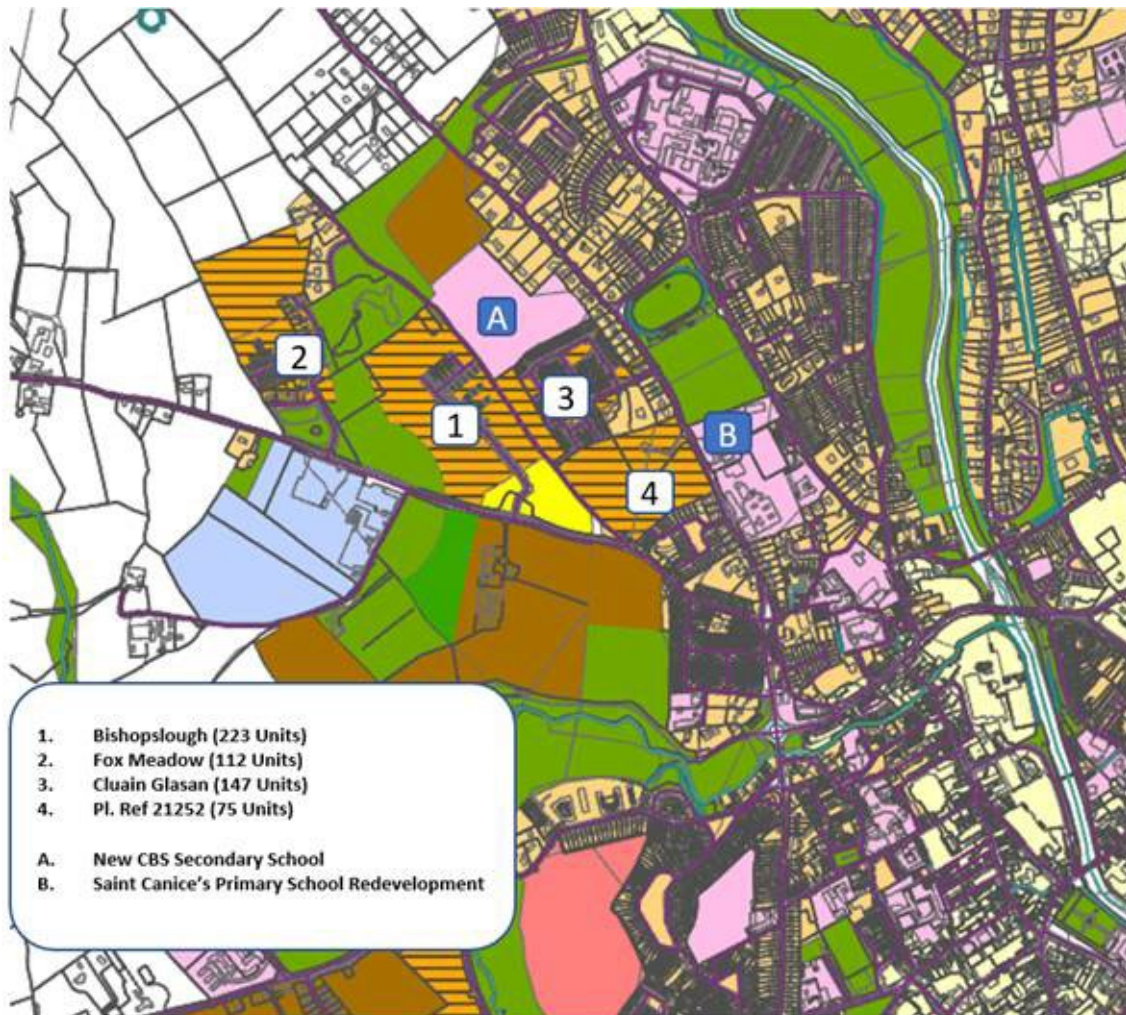 A
2
3
1
B
4
1. Bishopslough (223 Units)
2. Fox Meadow (112 Units)
3. Cluain Glasan (147 Units)
4. Pl. Ref 21252 (75 Units)
A. New CBS Secondary School
B. Saint Canice's Primary School Redevelopment